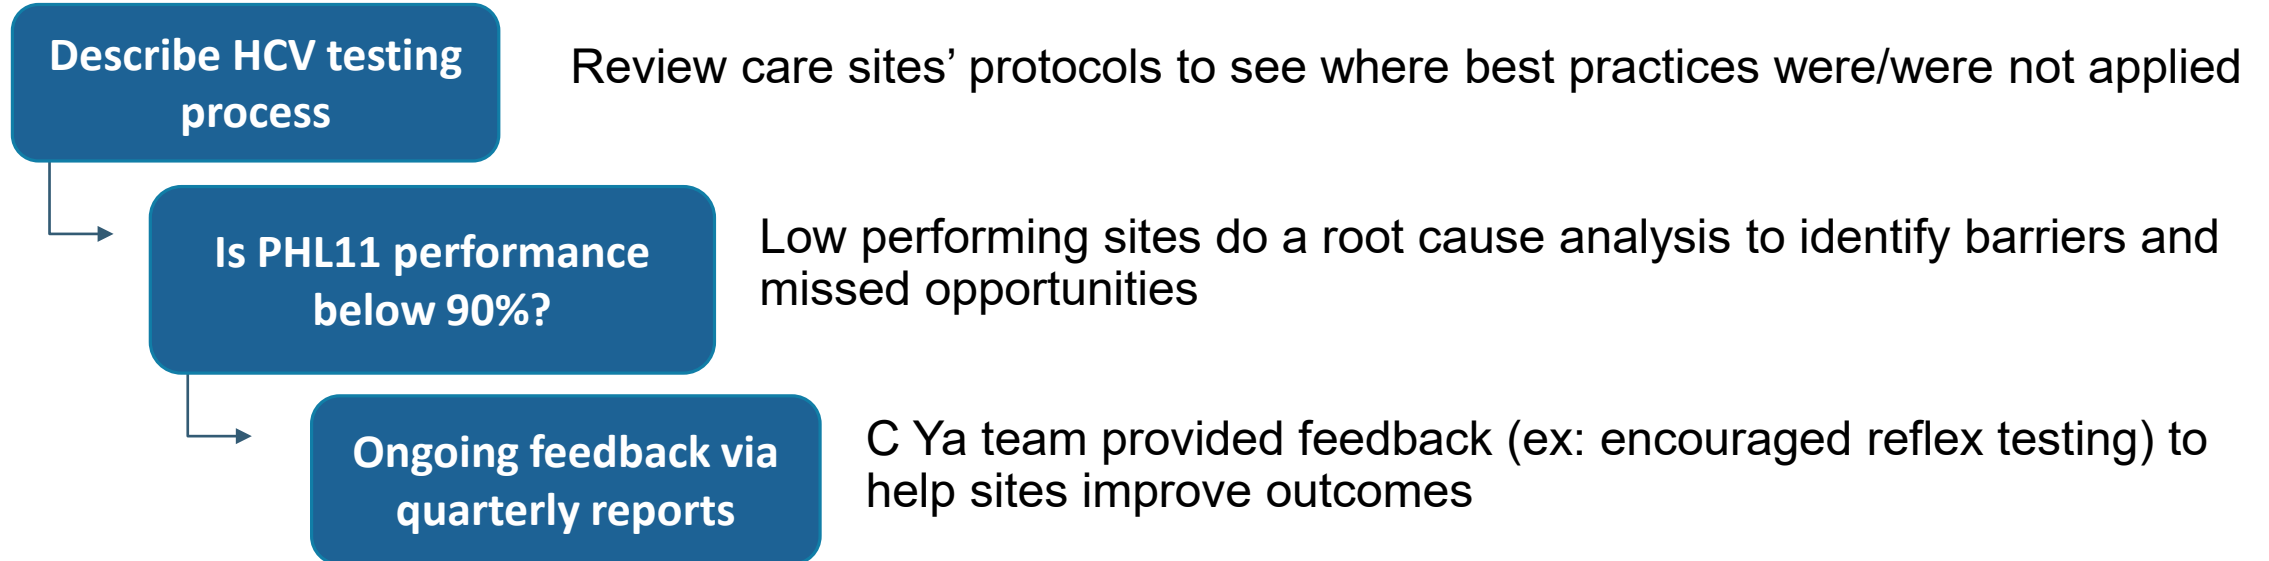 Describe HCV testing
process
Review care sites’ protocols to see where best practices were/were not applied
Is PHL11 performance
below 90%?
Low performing sites do a root cause analysis to identify barriers and
missed opportunities
Ongoing feedback via
quarterly reports
C Ya team provided feedback (ex: encouraged reflex testing) to
help sites improve outcomes